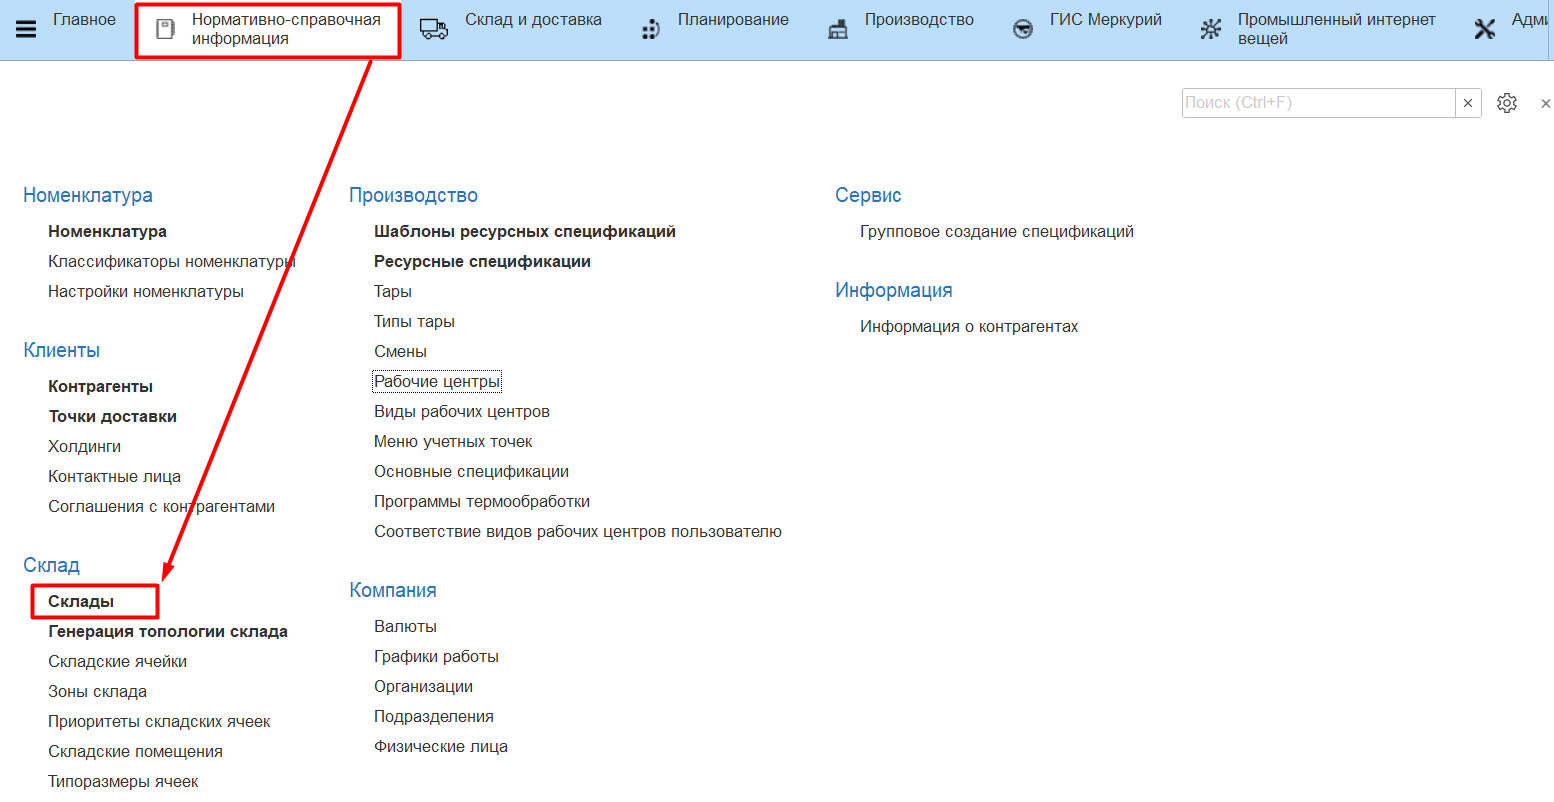 Главное
Нормативно-справочная
информация
Склад и доставка
Планирование
Производство
ГИС Меркурий
Промышленный интернет
вещей
Адми
Поиск (Ctrl+F)
Номенклатура
Номенклатура
Классификаторы номенклатуры
Настройки номенклатуры
Клиенты
Контрагенты
Точки доставки
Холдинги
Контактные лица
Соглашения с контрагентами
Склад
Склады
Генерация топологии склада
Складские ячейки
Зоны склада
Приоритеты складских ячеек
Складские помещения
Типоразмеры ячеек
Производство
Шаблоны ресурсных спецификаций
Ресурсные спецификации
Тары
Типы тары
Смены
Рабочие центры
Виды рабочих центров
Меню учетных точек
Основные спецификации
Программы термообработки
Соответствие видов рабочих центров пользователю
Компания
Валюты
Графики работы
Организации
Подразделения
Физические лица
Сервис
Групповое создание спецификаций
Информация
Информация о контрагентах